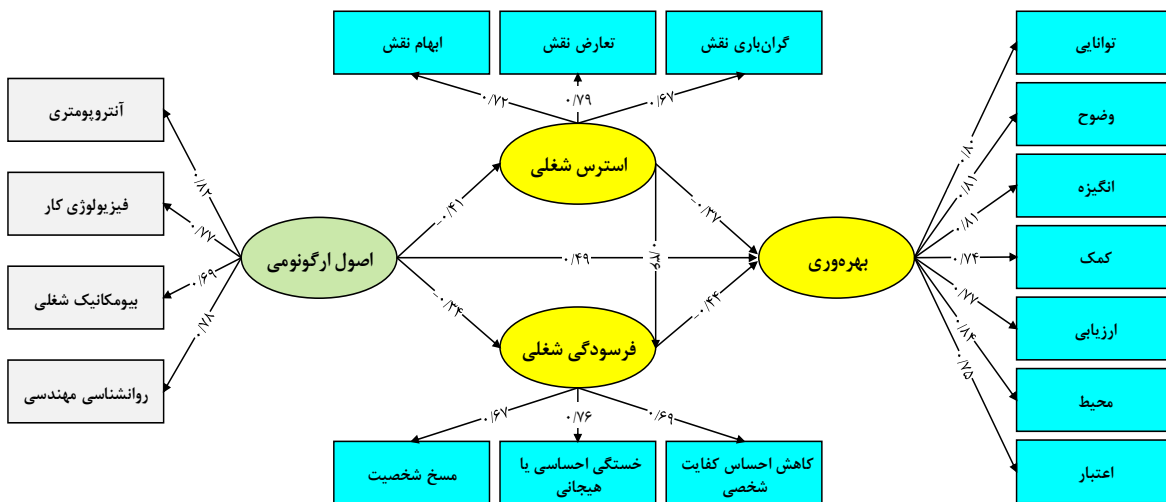 گران‌باری نقش
تعارض نقش
ابهام نقش
۰/۶۷
۰/۷۹
۰/۷۲
توانایی
وضوح
انگیزه
کمک
ارزیابی
محیط
اعتبار
۰/۸۰
۰/۸۱
۰/۸۱
۰/۷۴
۰/۷۷
۰/۸۴
۰/۷۵
استرس شغلی
بهره‌وری
اصول ارگونومی
فرسودگی شغلی
-۰/۳۷
-۰/۴۱
۰/۳۶
۰/۴۹
-۰/۴۴
-۰/۳۴
آنتروپومتری
فیزیولوژی کار
بیومکانیک شغلی
روانشناسی مهندسی
۰/۸۲
۰/۷۷
۰/۶۹
۰/۷۸
۰/۶۹
۰/۷۶
۰/۶۷
کاهش احساس کفایت
شخصی
خستگی احساسی یا
هیجانی
مسخ شخصیت